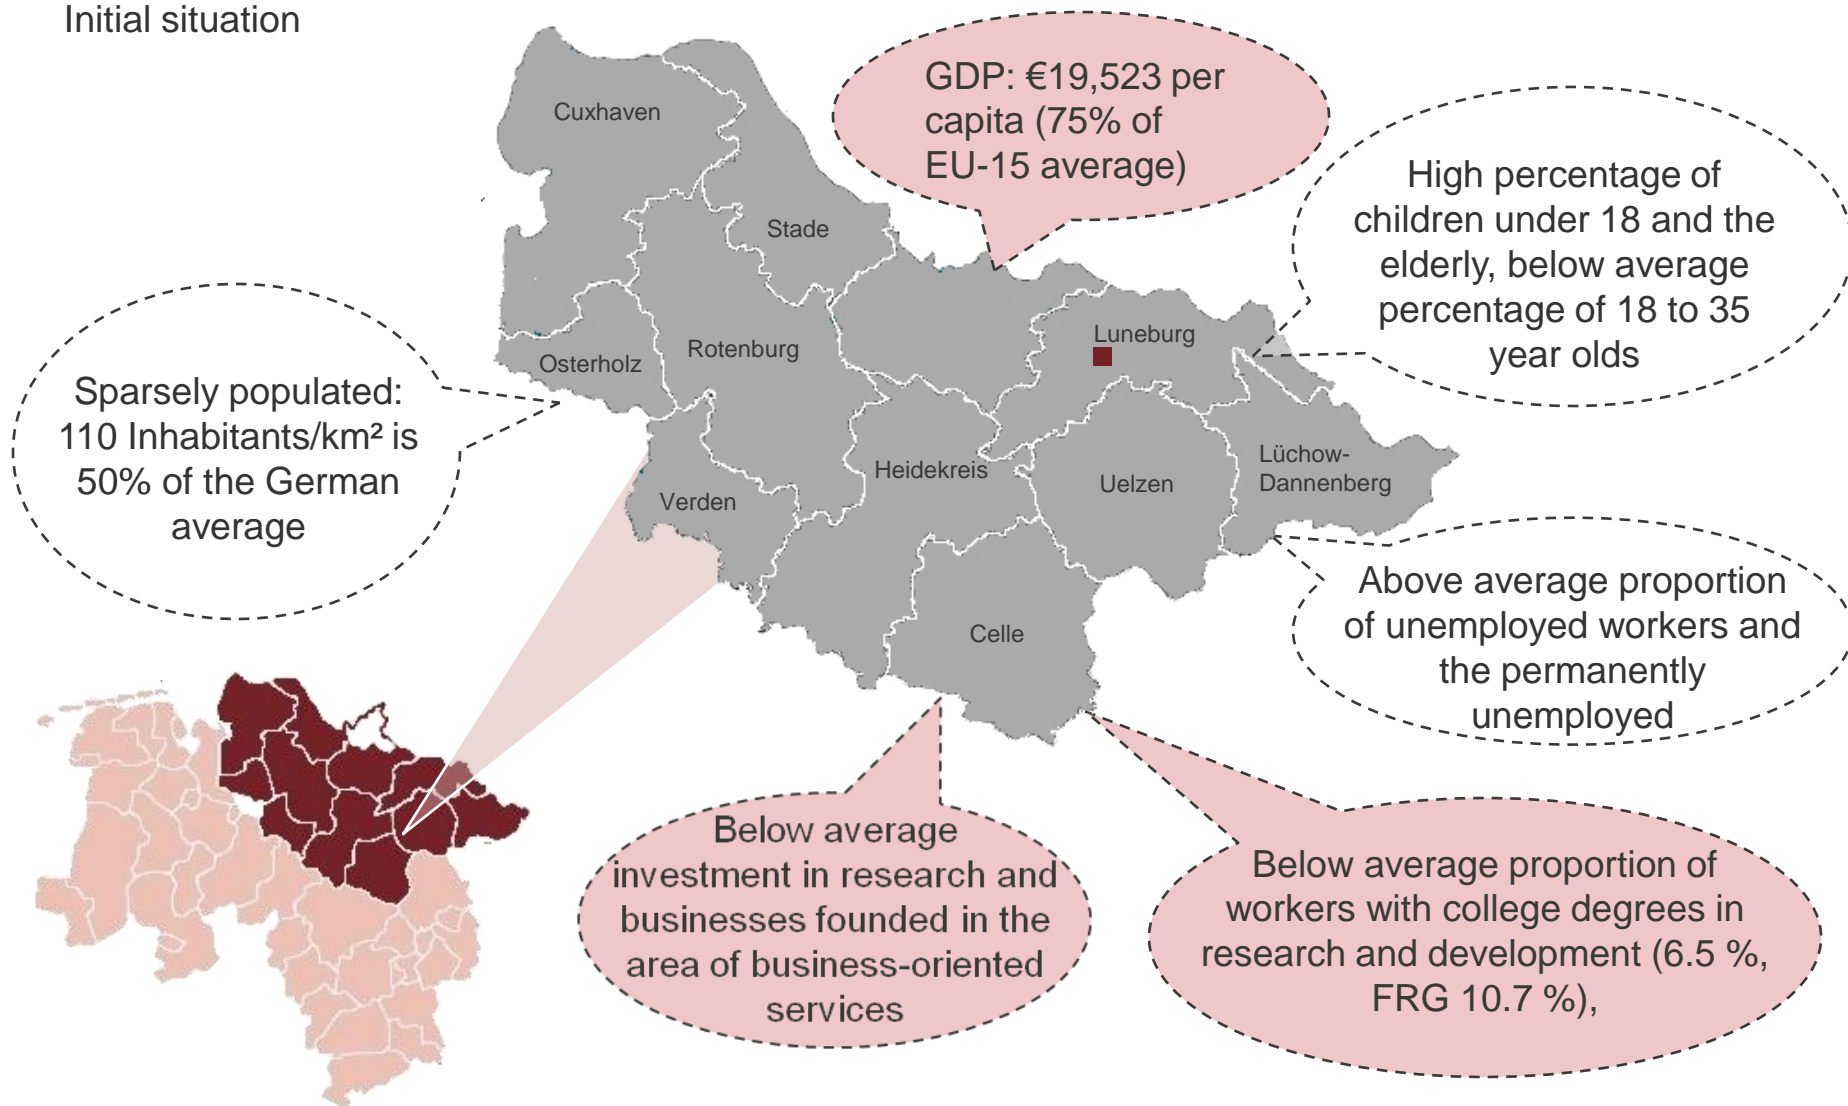 Initial situation
GDP: €19,523 per
capita (75% of
EU-15 average)
Cuxhaven
High percentage of
children under 18 and the
elderly, below average
percentage of 18 to 35
year olds
Stade
Luneburg
Rotenburg
Osterholz
Sparsely populated:
110 Inhabitants/km² is
50% of the German
average
Heidekreis
Uelzen
Lüchow-
Dannenberg
Verden
Above average proportion
of unemployed workers and
the permanently
unemployed
Celle
Below average
investment in research and
businesses founded in the
area of business-oriented
services
Below average proportion of
workers with college degrees in
research and development (6.5 %,
FRG 10.7 %),